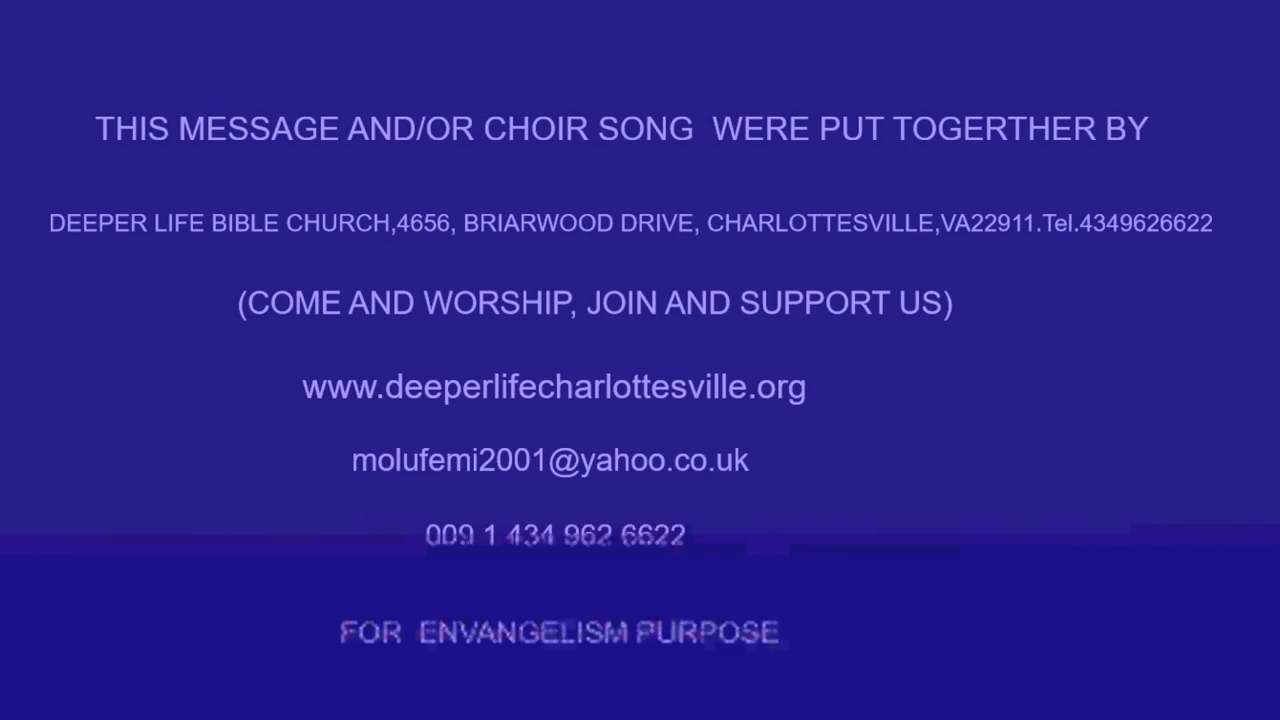 THIS MESSAGE AND/OR CHOIR SONG  WERE PUT TOGERTHER BY
DEEPER LIFE BIBLE CHURCH,4656, BRIARWOOD DRIVE, CHARLOTTESVILLE,VA22911.Tel.4349626622
(COME AND WORSHIP, JOIN AND SUPPORT US)
www.deeperlifecharlottesville.org
molufemi2001@yahoo.co.uk
009 1 434 962 6622
FOR  ENVANGELISM PURPOSE